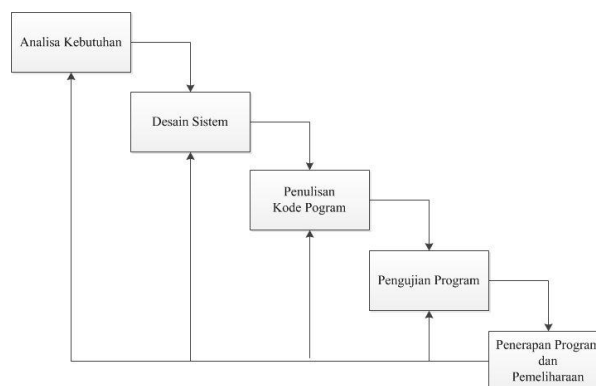 Analisa Kebutuhan
Desain Sistem
Penulisan
Kode Pogram
Pengujian Program
Penerapan Program
dan
Pemeliharaan